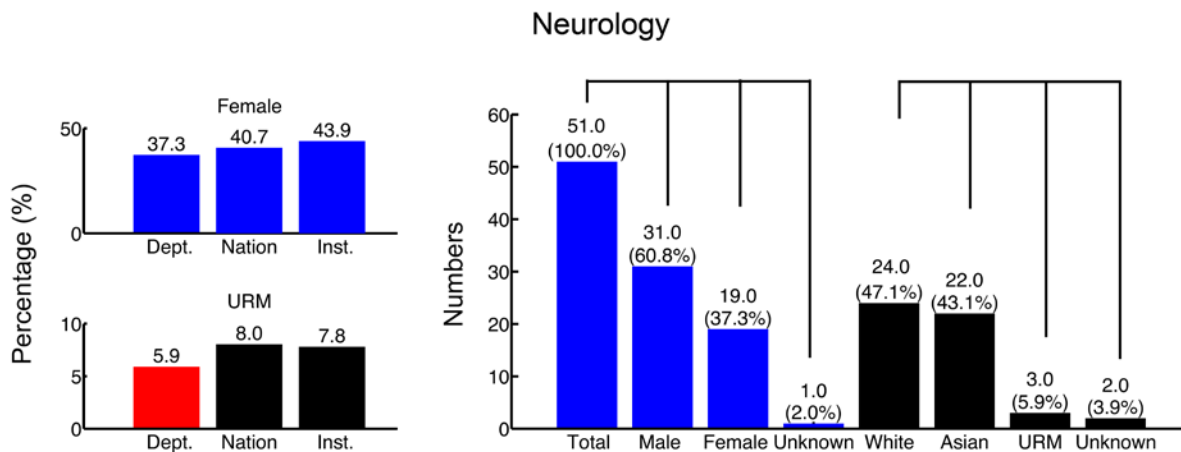 Neurology
Percentage (%)
Female
50
0
37.3
40.7
43.9
Dept.
Nation
Inst.
URM
10
5
0
5.9
8.0
7.8
Dept.
Nation
Inst.
Numbers
60
50
40
30
20
10
0
51.0
(100.0%)
31.0
(60.8%)
19.0
(37.3%)
1.0
(2.0%)
24.0
(47.1%)
22.0
(43.1%)
3.0
(5.9%)
2.0
(3.9%)
Total
Male
Female
Unknown
White
Asian
URM
Unknown